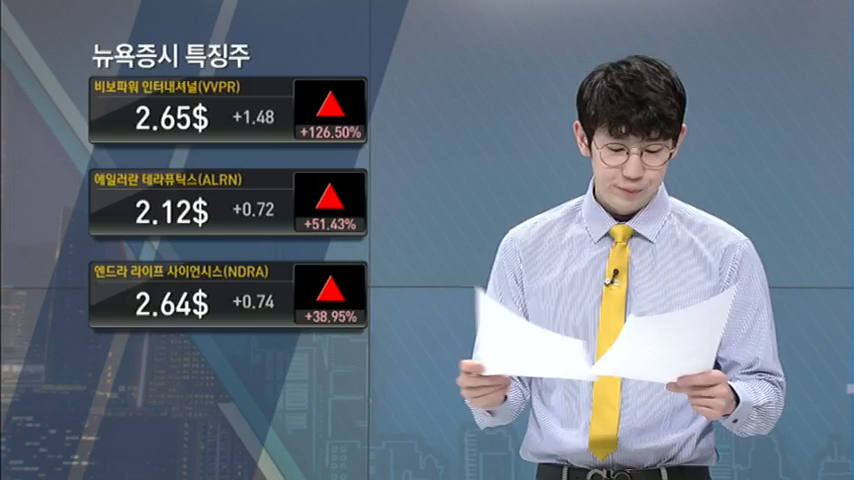 뉴욕증시 특징주
비보파워 인터내셔널(VVPR)
2.65$ +1.48 +126.50%
에일러란 테라퓨틱스(ALRN)
2.12$ +0.72 +51.43%
엔드라 라이프 사이언시스(NDRA)
2.64$ +0.74 +38.95%